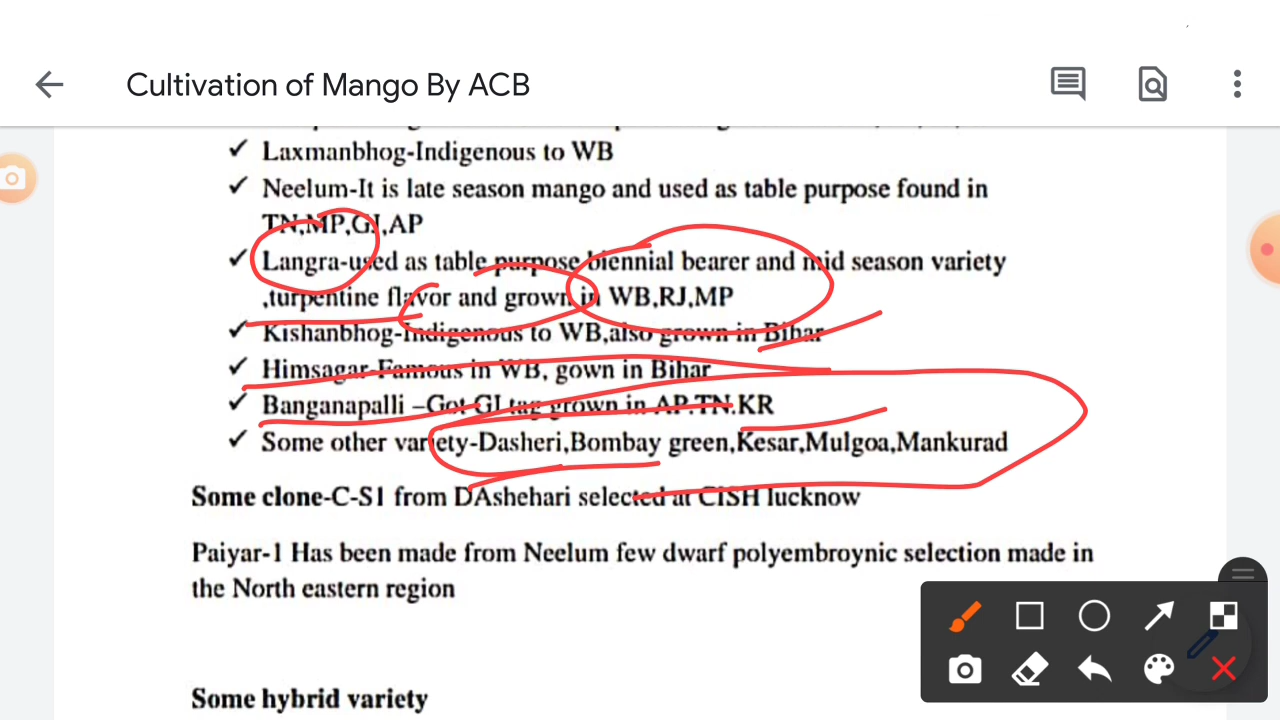 Cultivation of Mango By ACB
✓ Laxmanbhog-Indigenous to WB
✓ Neelum-It is late season mango and used as table purpose found in
TN,MP,GJ,AP
✓ Langra-used as table purpose biennial bearer and mid season variety
,turpentine flavor and grown in WB,RJ,MP
✓ Kishanbhog-Indigenous to WB,also grown in Bihar
✓ Himsagar-Famous in WB, gown in Bihar
✓ Banganapalli –Got GI tag grown in AP,TN,KR
✓ Some other variety-Dasheri,Bombay green,Kesar,Mulgoa,Mankurad
Some clone-C-S1 from DAshehari selected at CISH lucknow
Paiyar-1 Has been made from Neelum few dwarf polyembroynic selection made in
the North eastern region
Some hybrid variety